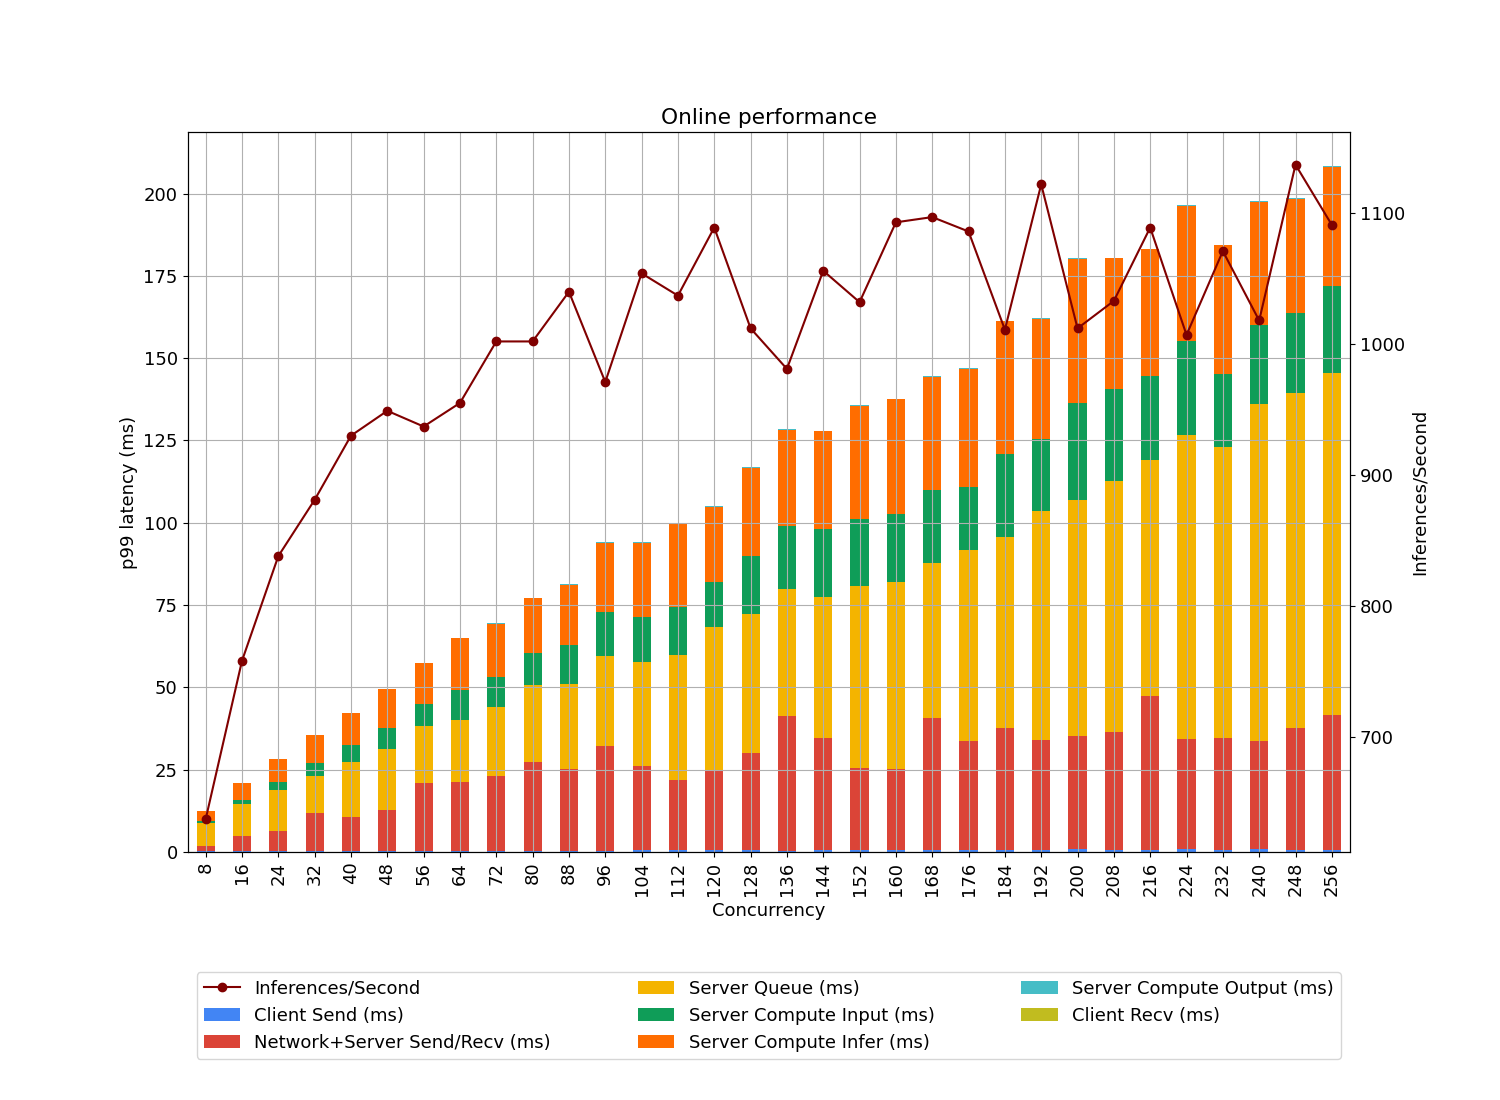 Online performance
p99 latency (ms)
200
175
150
125
100
75
50
25
0
1100
1000
900
800
700
Inferences/Second
8 16 24 32 40 48 56 64 72 80 88 96 104 112 120 128 136 144 152 160 168 176 184 192 200 208 216 224 232 240 248 256
Concurrency
Inferences/Second
Client Send (ms)
Network+Server Send/Recv (ms)
Server Queue (ms)
Server Compute Input (ms)
Server Compute Infer (ms)
Server Compute Output (ms)
Client Recv (ms)